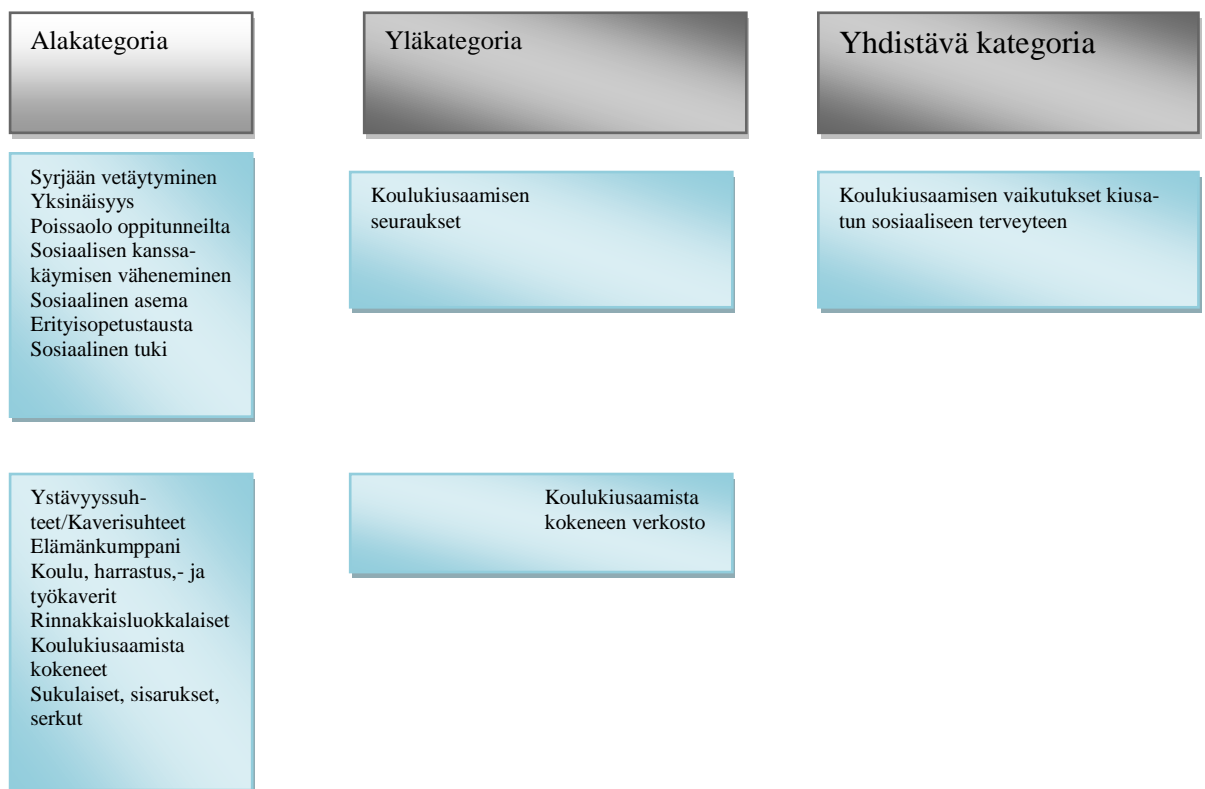 Alakategoria
Yläkategoria
Yhdistävä kategoria
Syrjään vetäytyminen
Yksinäisyys
Poissaolo oppitunneilta
Sosiaalisen kanssa-
käymisen väheneminen
Sosiaalinen asema
Erityisopetustausta
Sosiaalinen tuki
Koulukiusaamisen
seuraukset
Koulukiusaamisen vaikutukset kiusa-
tun sosiaaliseen terveyteen
Ystävyyssuh-
teet/Kaverisuhteet
Elämänkumppani
Koulu, harrastus,- ja
työkaverit
Rinnakkaisluokkalaiset
Koulukiusaamista
kokeneet
Sukulaiset, sisarukset,
serkut
Koulukiusaamista
kokeneen verkosto